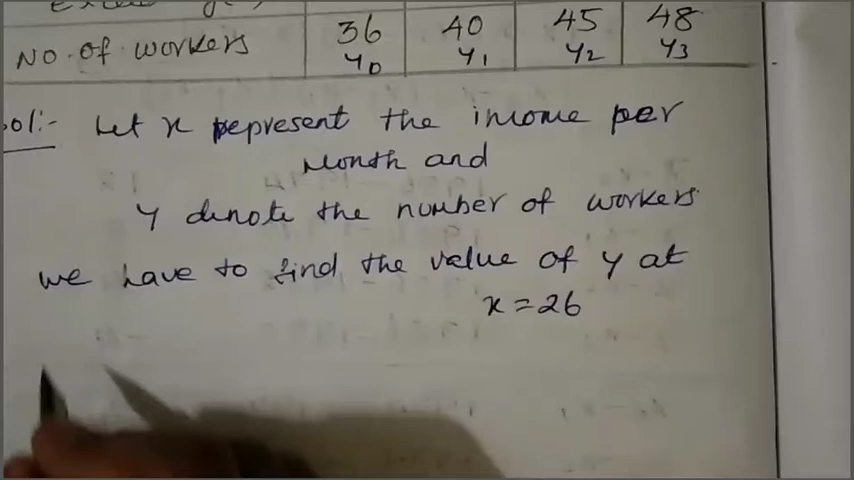 No. of workers 36 40 45 48
y0 y1 y2 y3
Sol:- Let x represent the income per
month and
y denote the number of workers
we have to find the value of y at
x = 26